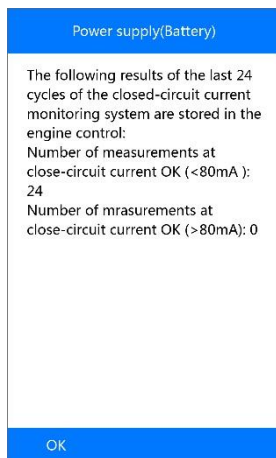 Power supply(Battery)
The following results of the last 24
cycles of the closed-circuit current
monitoring system are stored in the
engine control:
Number of measurements at
close-circuit current OK (<80mA ):
24
Number of mrasurements at
close-circuit current OK (>80mA): 0
OK